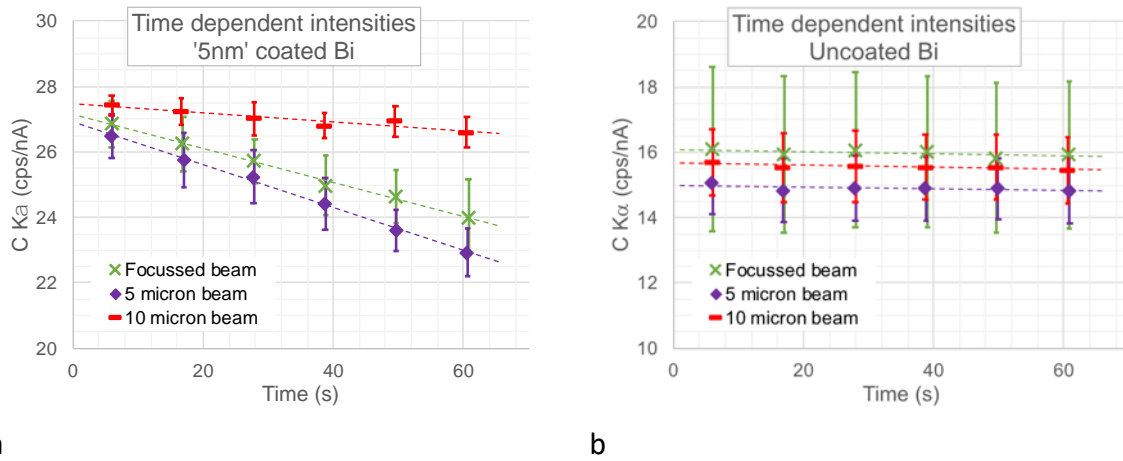 Time dependent intensities
'5nm' coated Bi
C Ka (cps/nA)
30
28
26
24
22
20
Focussed beam
5 micron beam
10 micron beam
0
20
40
60
Time (s)
Time dependent intensities
Uncoated Bi
C Kα (cps/nA)
20
18
16
14
12
10
Focussed beam
5 micron beam
10 micron beam
0
20
40
60
Time (s)
b